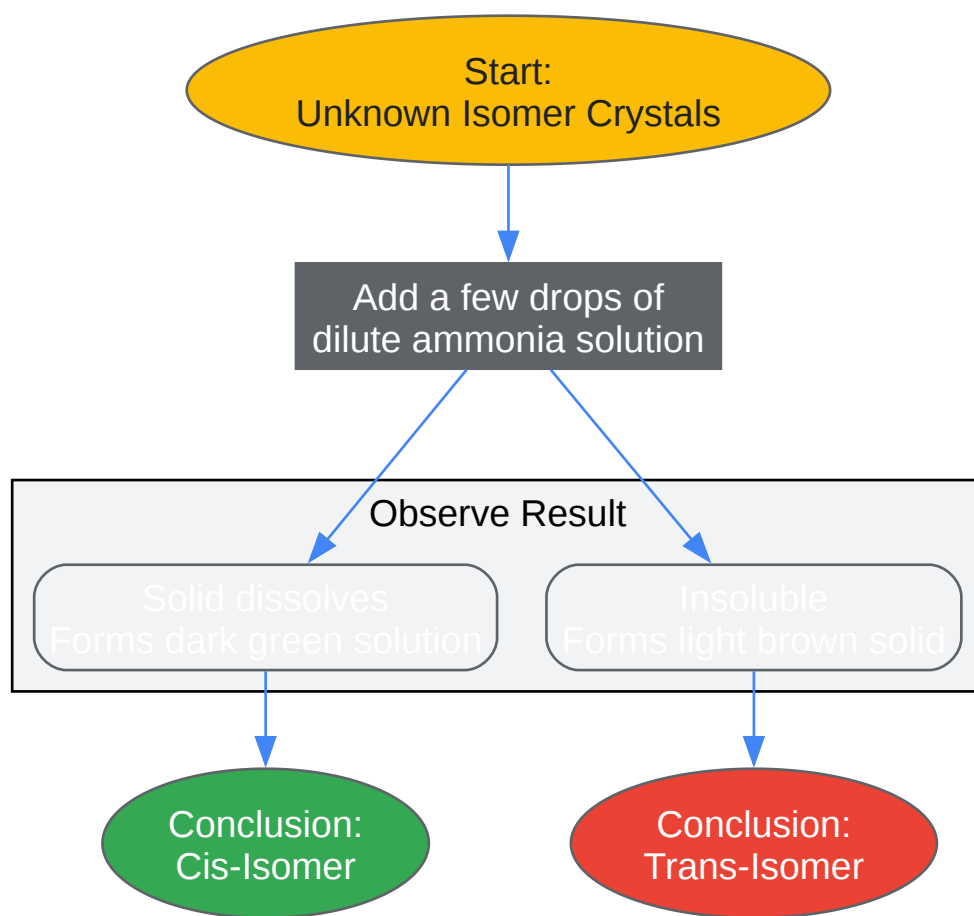 Start:
Unknown Isomer Crystals
Add a few drops of
dilute ammonia solution
Observe Result
Solid dissolves
Forms dark green solution
Insoluble
Forms light brown solid
Conclusion:
Cis-Isomer
Conclusion:
Trans-Isomer